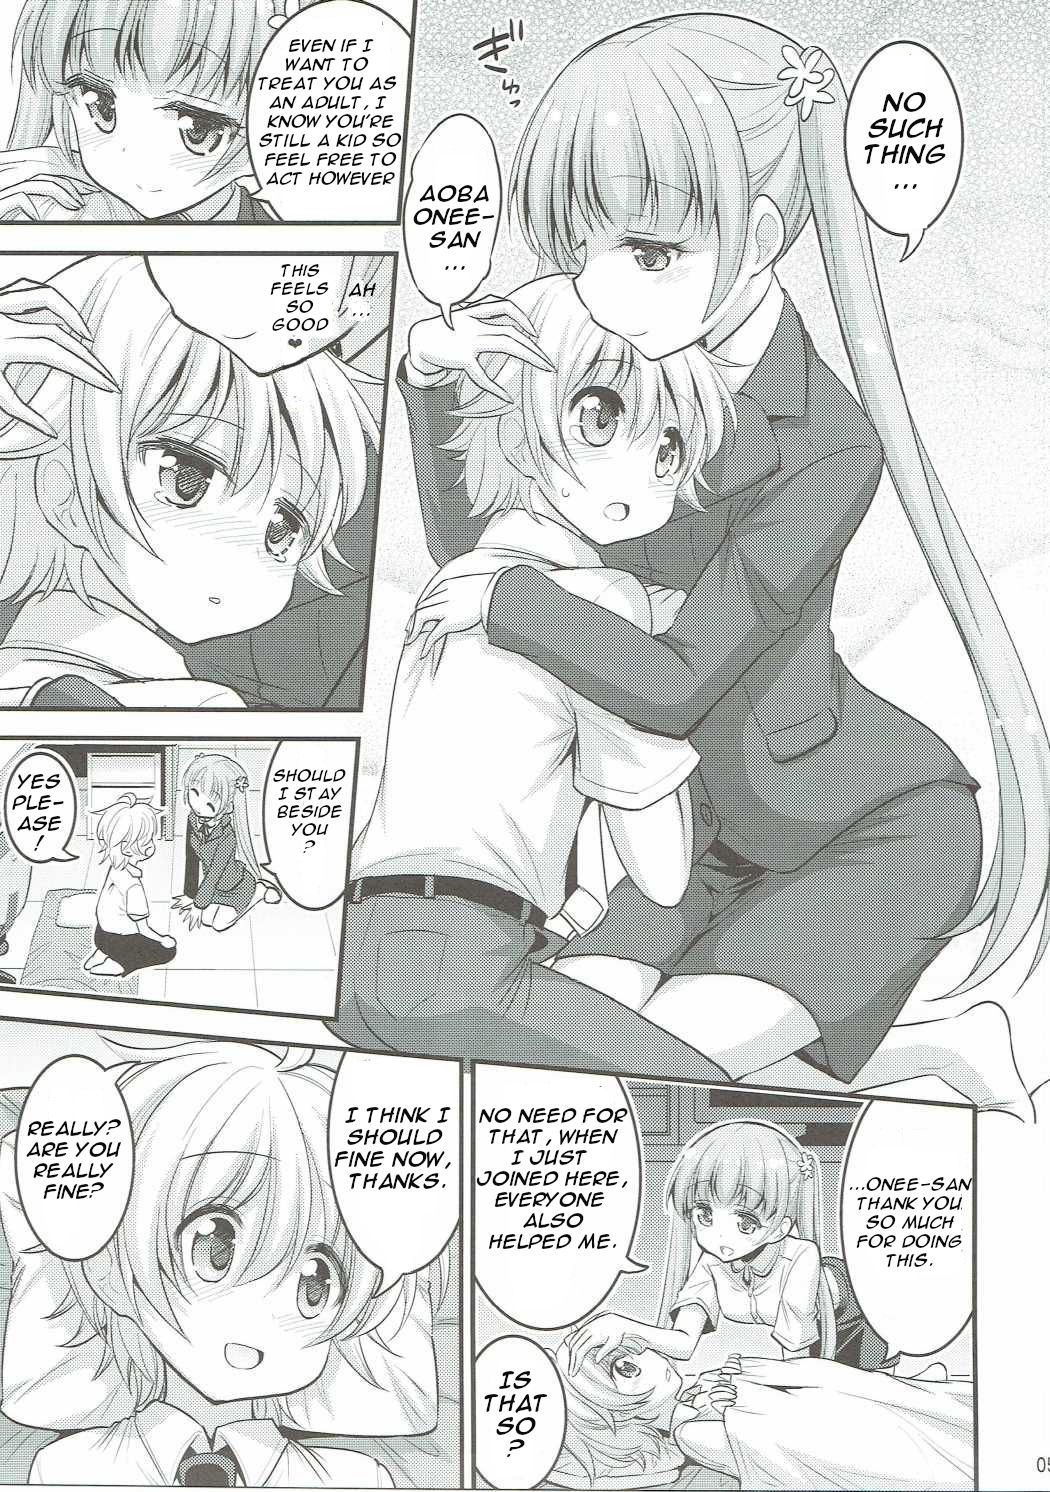 NO
SUCH
THING
...
ぎゅっ
AOBA
ONEE-
SAN
...
EVEN IF I
WANT TO
TREAT YOU AS
AN ADULT, I
KNOW YOU'RE
STILL A KID SO
FEEL FREE TO
ACT HOWEVER
AH
...
THIS
FEELS
SO
GOOD
❤
SHOULD
I STAY
BESIDE
YOU
?
YES
PLE-
ASE
!
...ONEE-SAN
THANK YOU
SO MUCH
FOR DOING
THIS.
NO NEED FOR
THAT, WHEN
I JUST
JOINED HERE,
EVERYONE
ALSO
HELPED ME.
IS
THAT
SO
?
I THINK I
SHOULD
FINE NOW,
THANKS.
REALLY?
ARE YOU
REALLY
FINE?
05